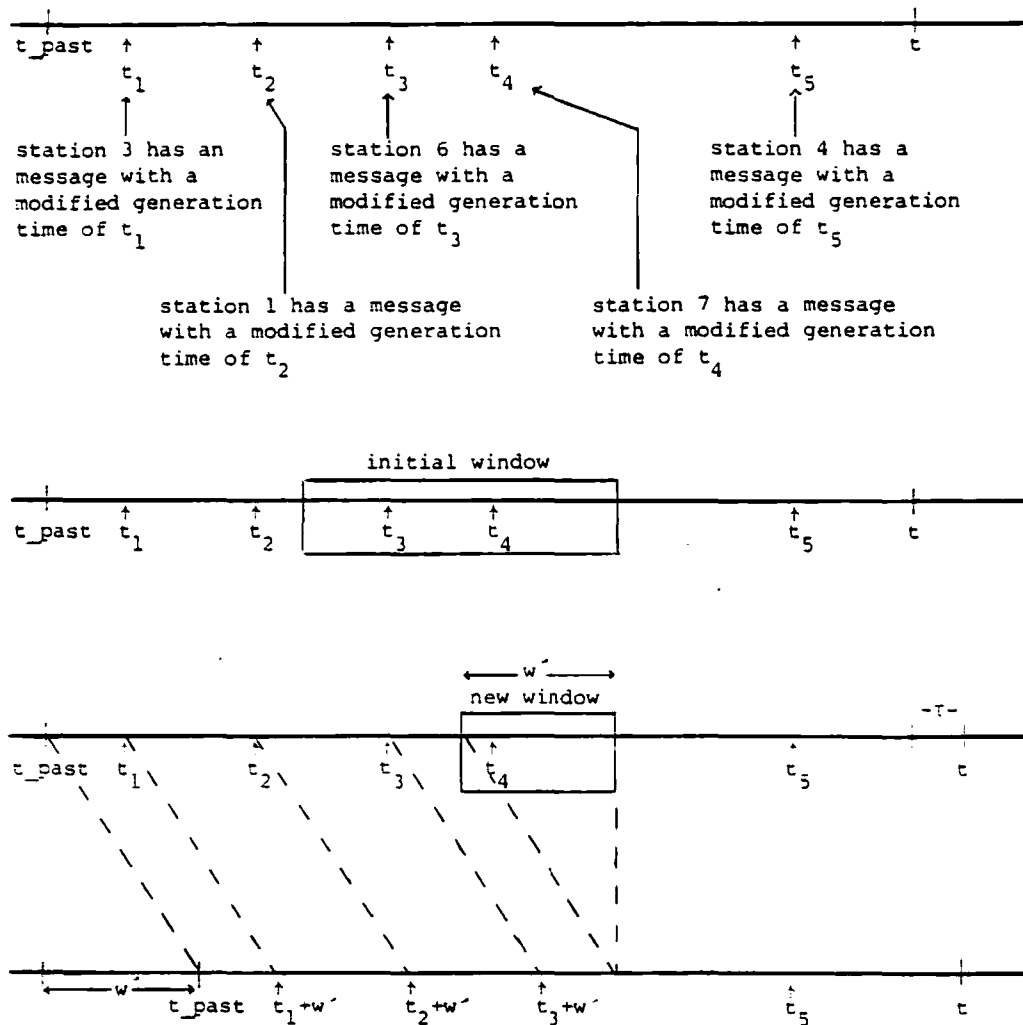 t_past t
t1 t2 t3 t4 t5
station 3 has an
message with a
modified generation
time of t1
station 6 has a
message with a
modified generation
time of t3
station 4 has a
message with a
modified generation
time of t5
station 1 has a message
with a modified generation
time of t2
station 7 has a message
with a modified generation
time of t4
initial window
t_past t1 t2 t3 t4 t5 t
w´
new window
-τ-
t_past t1 t2 t3 t4 t5 t
w´ t_past t1+w´ t2+w´ t3+w´ t5 t